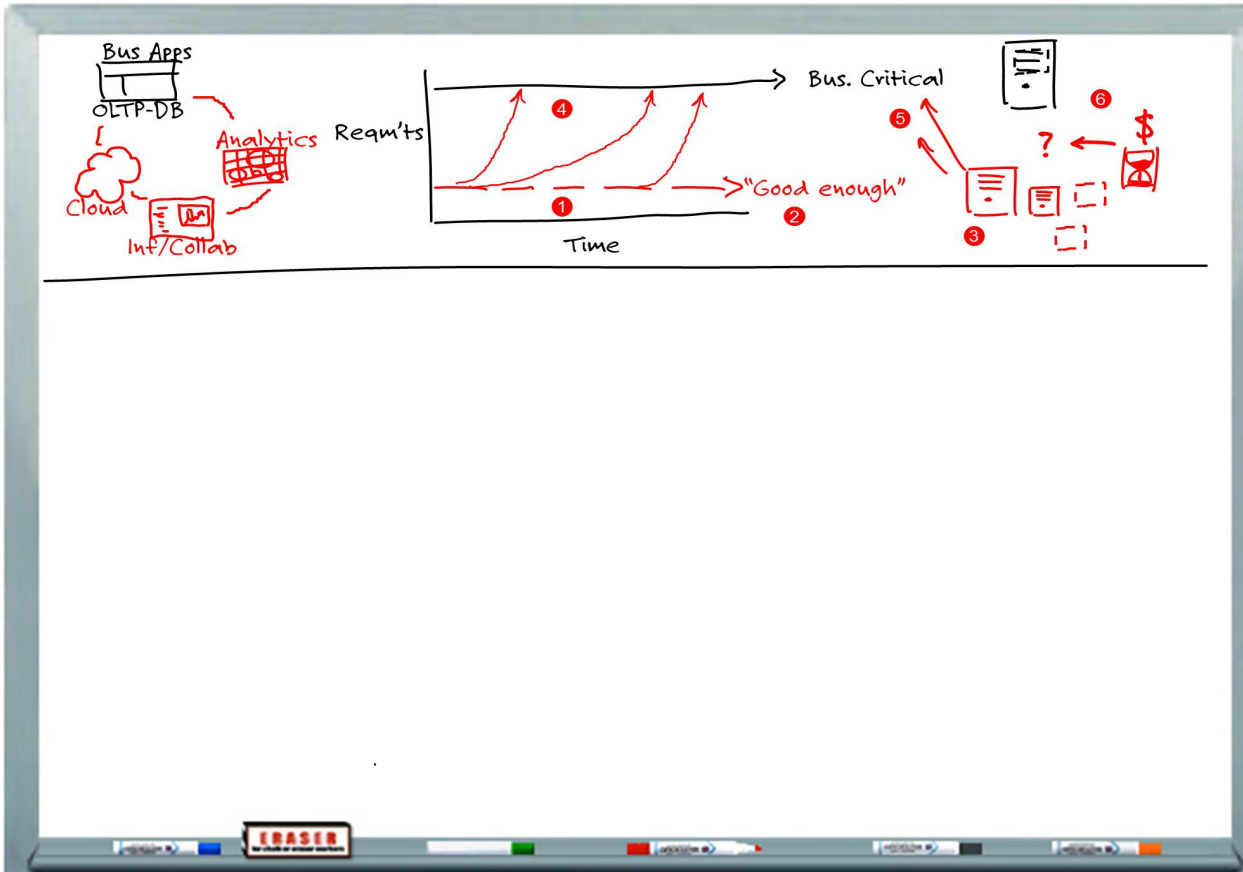 Bus Apps
OLTP-DB
Analytics
Cloud
Inf/Collab
Reqm'ts
4
Bus. Critical
1
"Good enough"
2
Time
5
6
$
?
3
ERASER